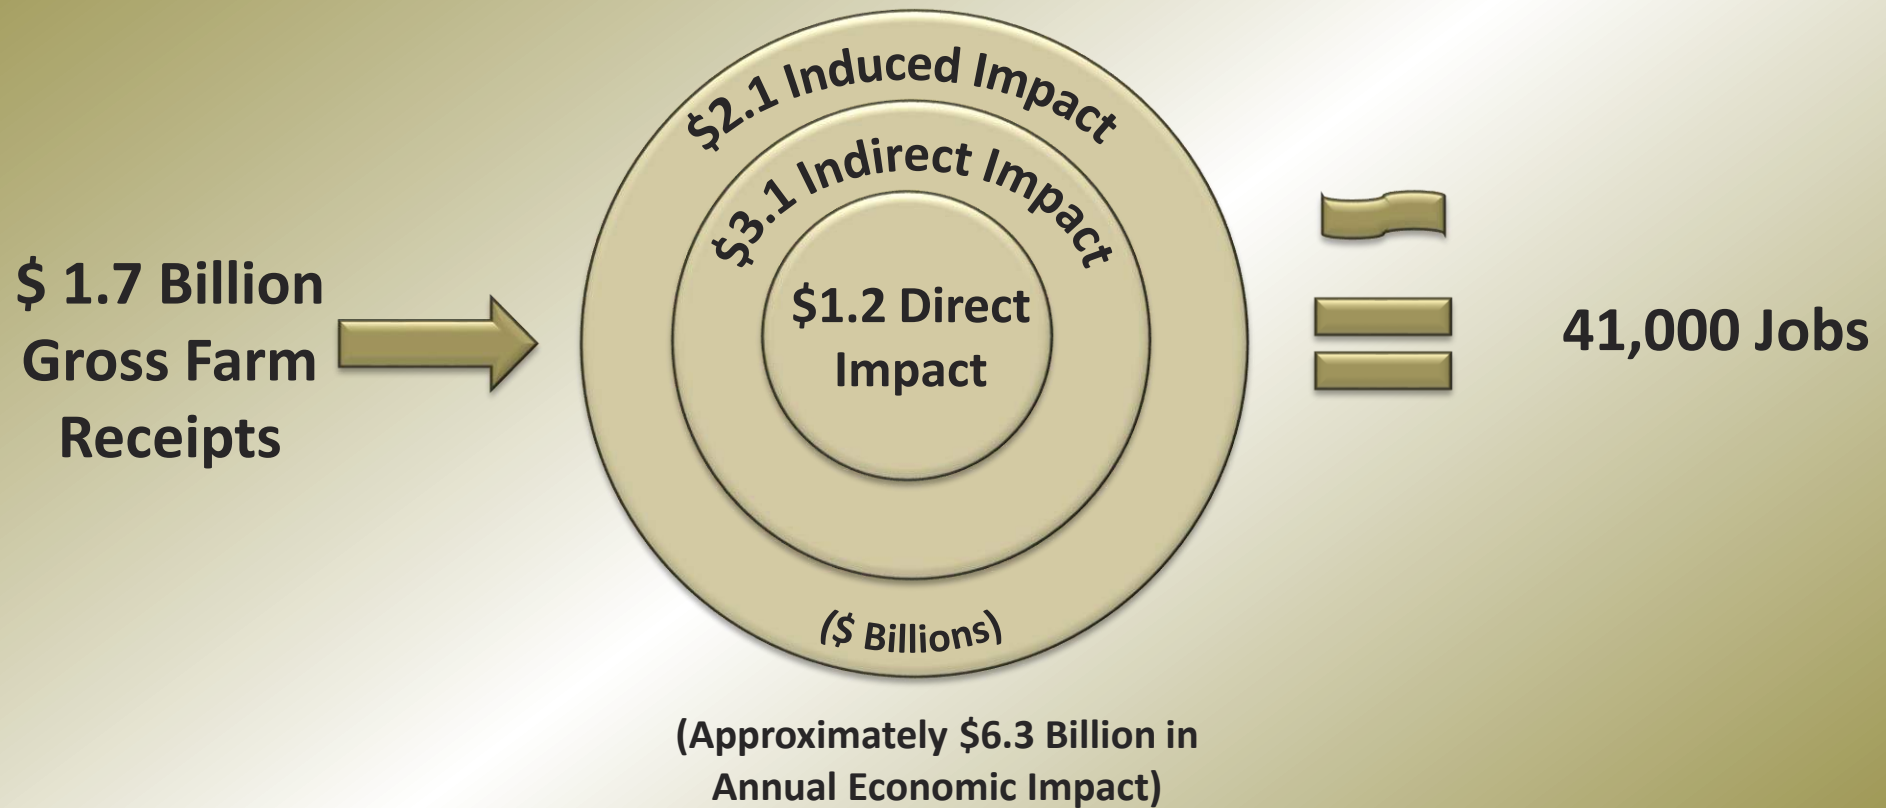 $2.1 Induced Impact
$3.1 Indirect Impact
$1.2 Direct
Impact
$ 1.7 Billion
Gross Farm
Receipts
41,000 Jobs
($ Billions)
(Approximately $6.3 Billion in
Annual Economic Impact)